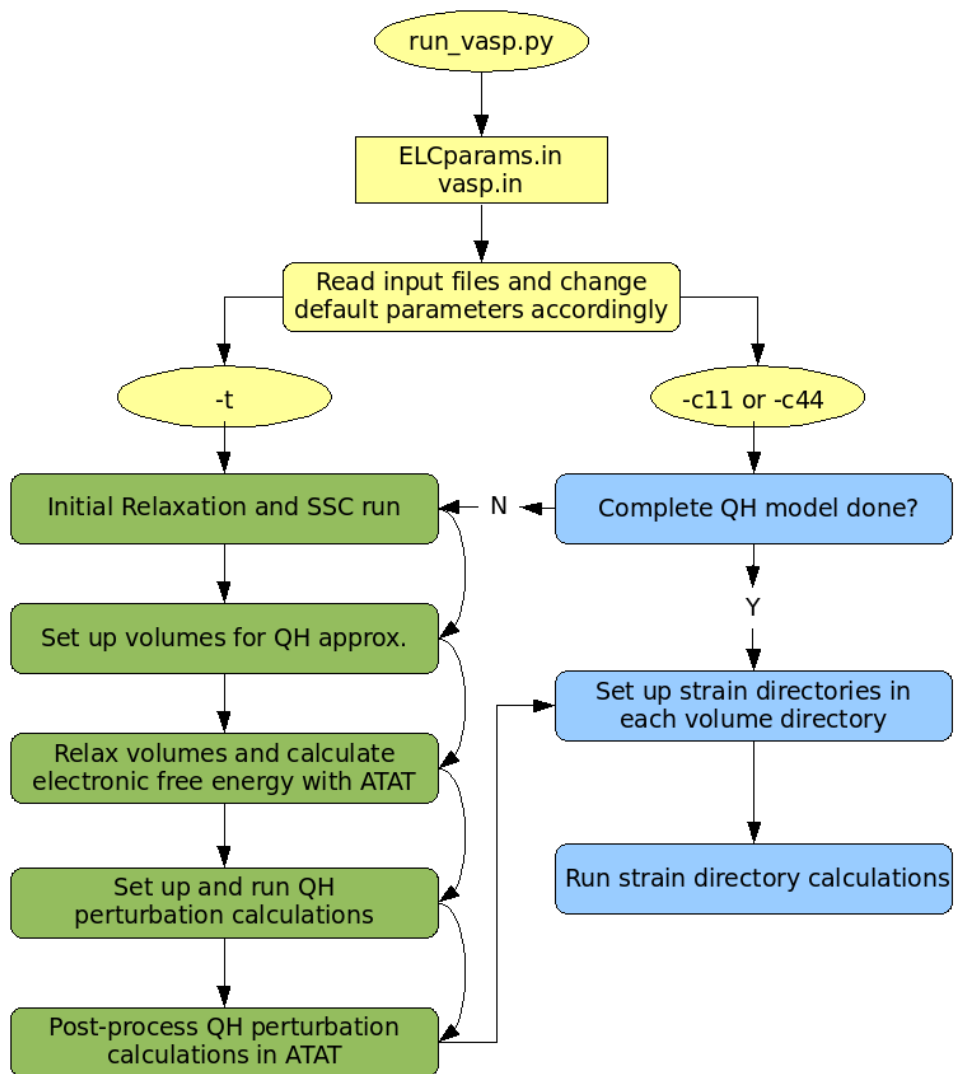 run_vasp.py
ELCparams.in
vasp.in
Read input files and change
default parameters accordingly
-t
-c11 or -c44
Initial Relaxation and SSC run
N
Complete QH model done?
Set up volumes for QH approx.
Y
Relax volumes and calculate
electronic free energy with ATAT
Set up strain directories in
each volume directory
Set up and run QH
perturbation calculations
Run strain directory calculations
Post-process QH perturbation
calculations in ATAT